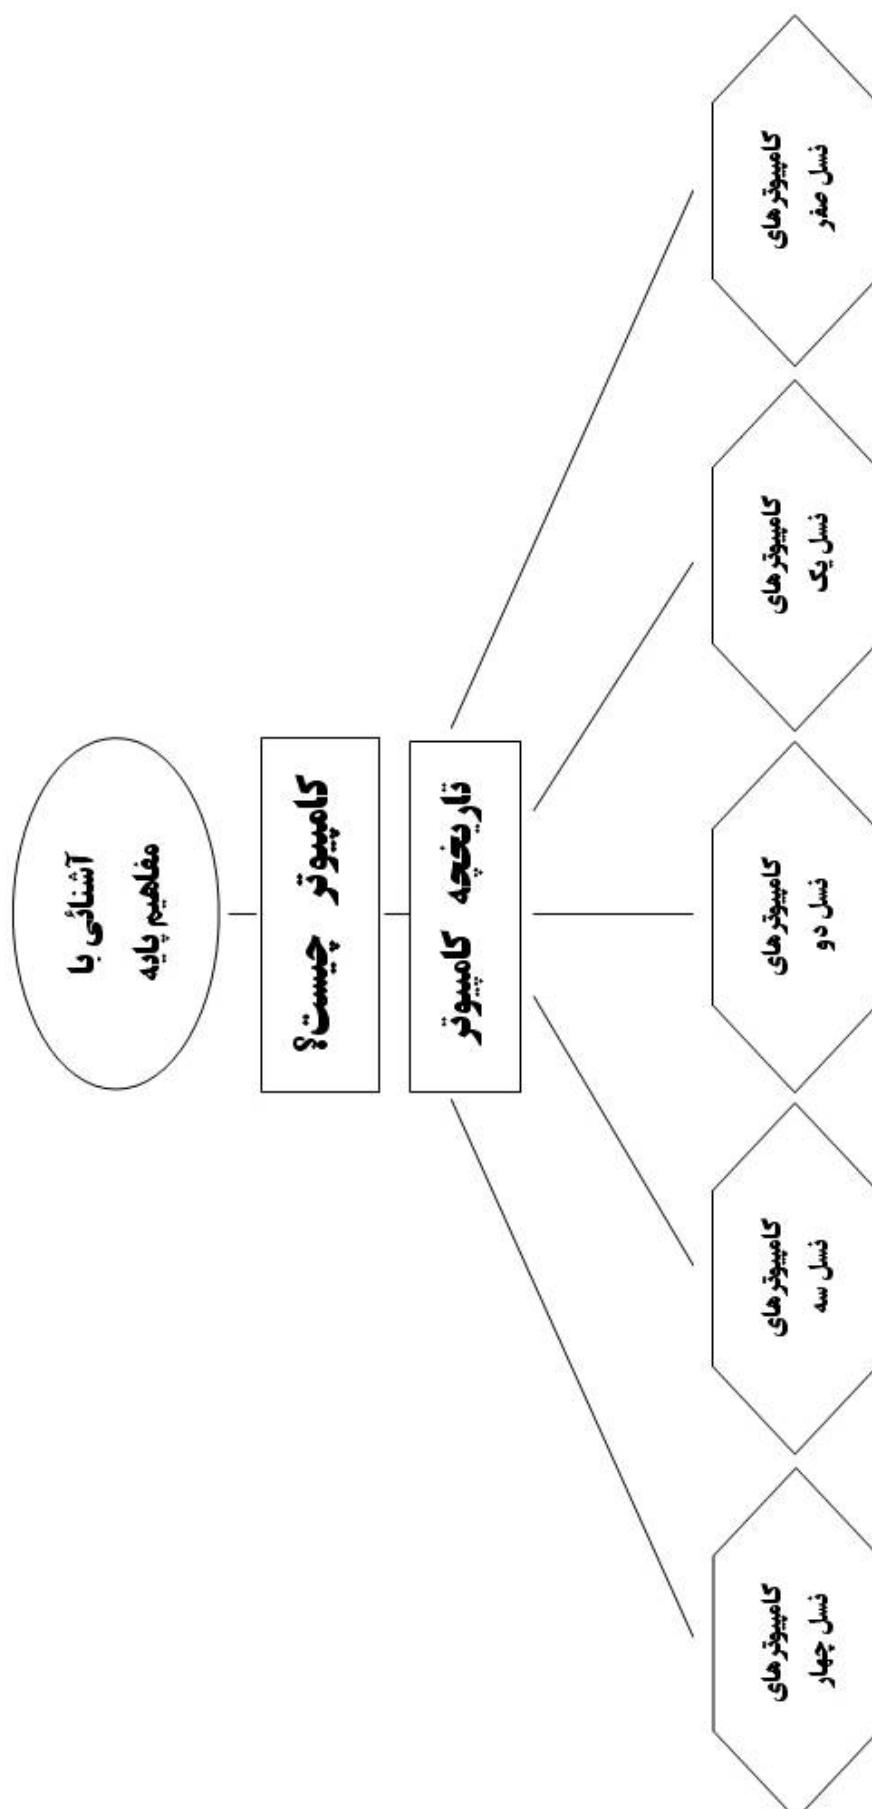 آشنائی با
مفاهیم پایه
کامپیوتر چیست؟
تاریخچه کامپیوتر
کامپیوترهای
نسل صفر
کامپیوترهای
نسل یک
کامپیوترهای
نسل دو
کامپیوترهای
نسل سه
کامپیوترهای
نسل چهار